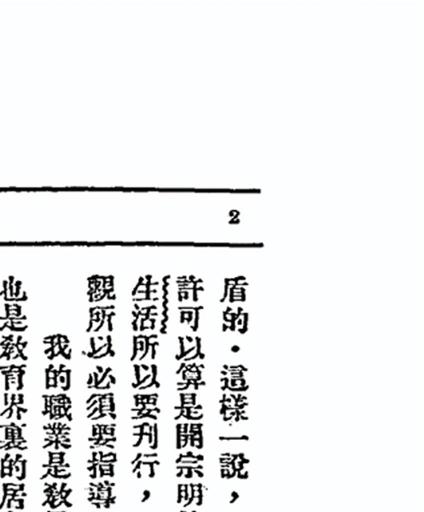 2
盾的．這樣一說，
許可以算是開宗明
生活所以要刊行，
觀所以必須要指導
我的職業是教
也是教育界裏的居